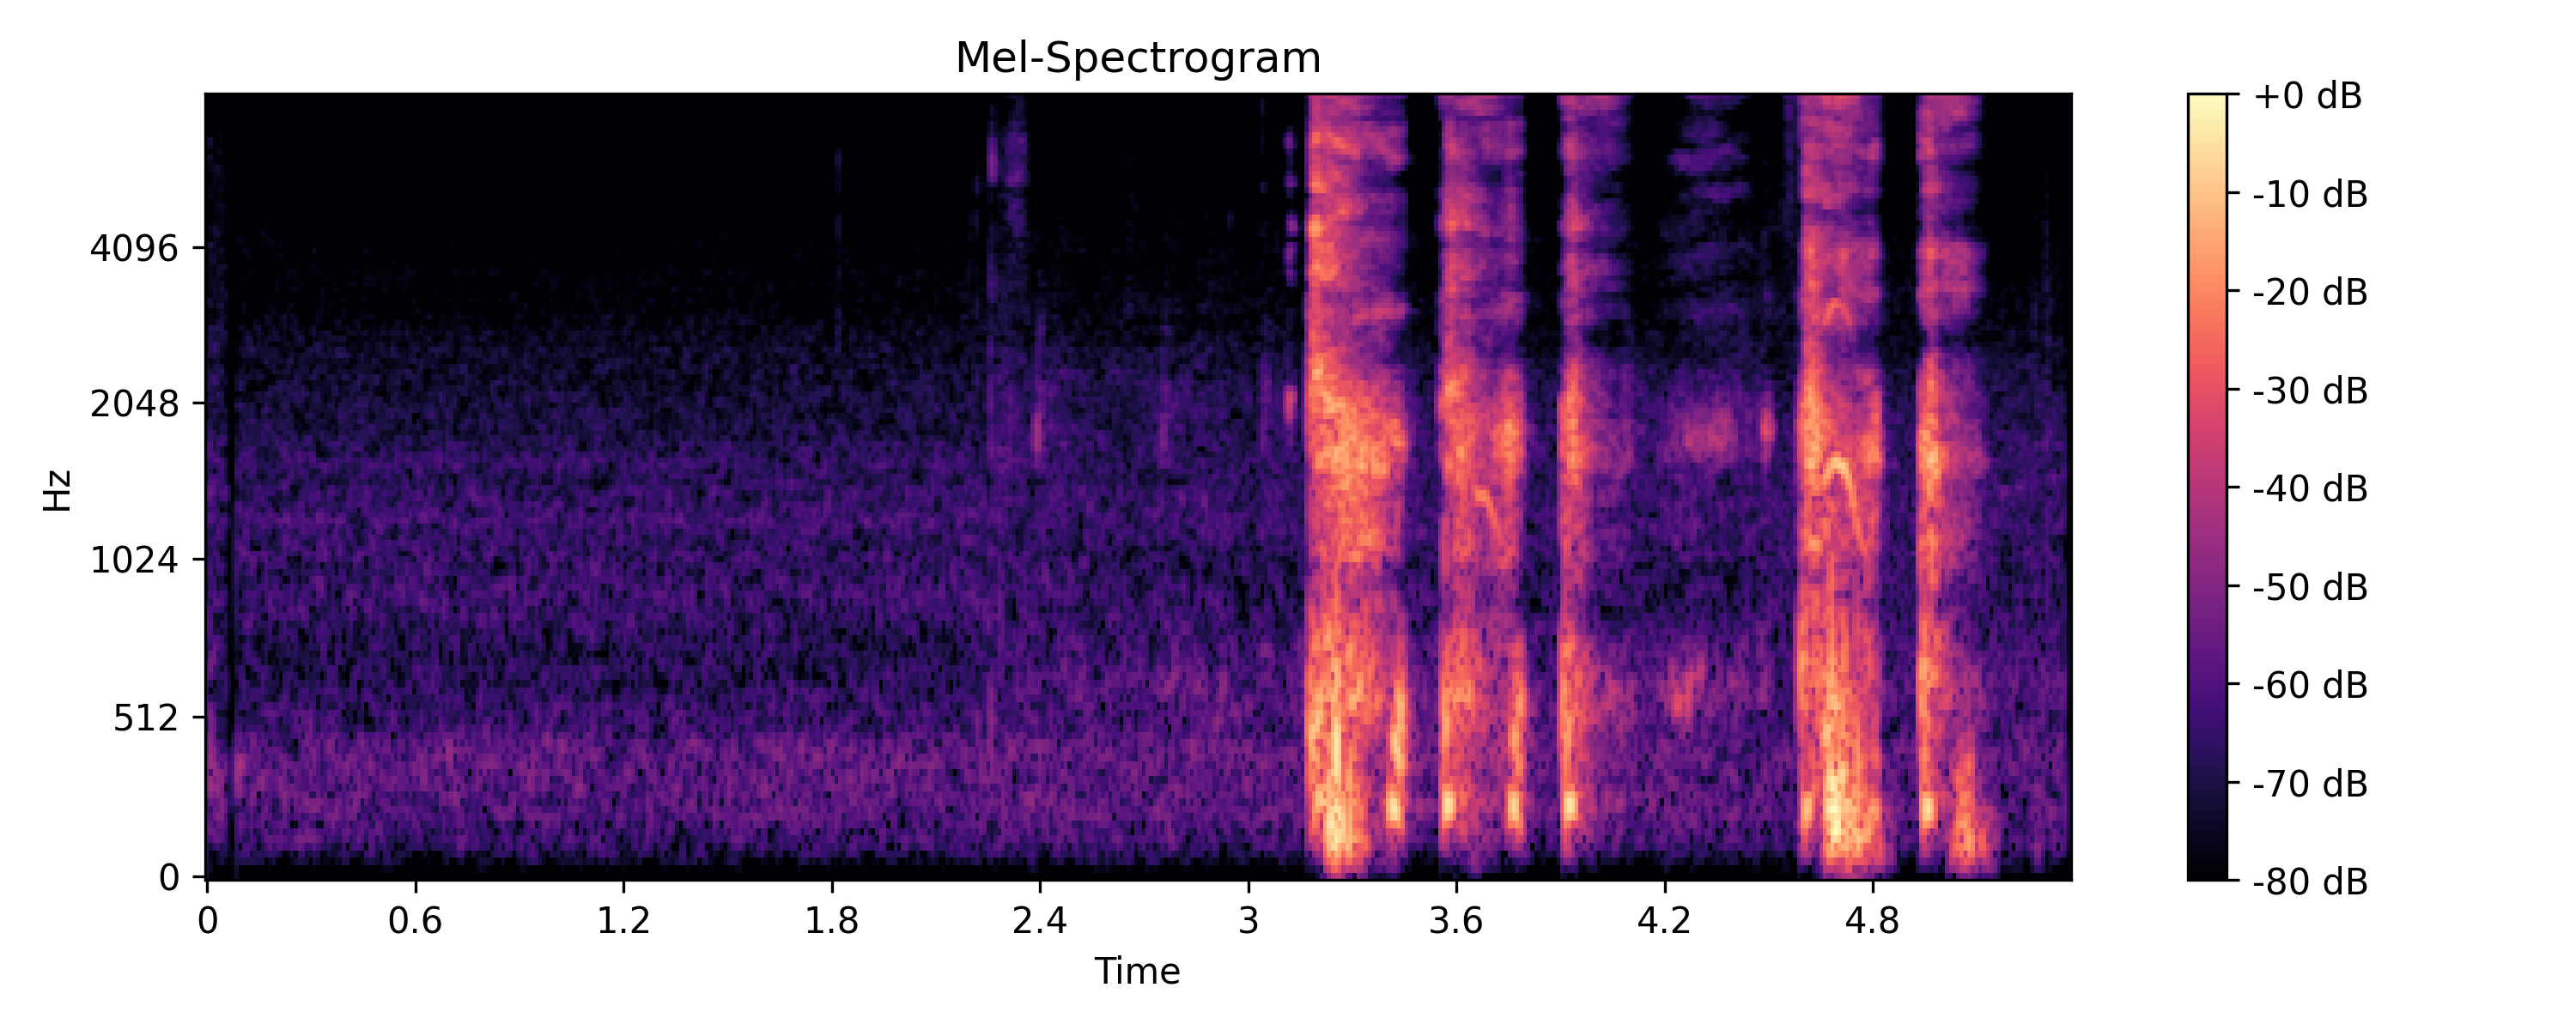 Mel-Spectrogram
+0 dB
-10 dB
-20 dB
-30 dB
-40 dB
-50 dB
-60 dB
-70 dB
-80 dB
Hz
4096
2048
1024
512
0
0 0.6 1.2 1.8 2.4 3 3.6 4.2 4.8
Time